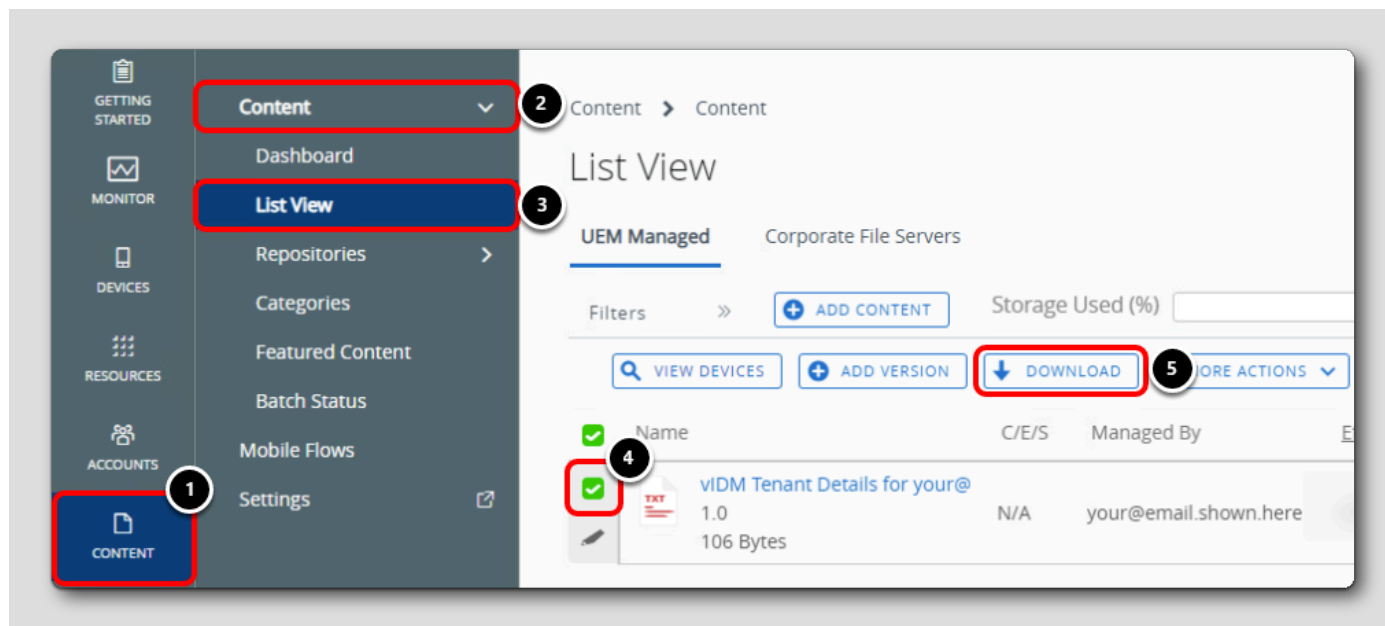 GETTING
STARTED
MONITOR
DEVICES
RESOURCES
ACCOUNTS
1
CONTENT
Content
2
Dashboard
List View
3
Repositories
Categories
Featured Content
Batch Status
Mobile Flows
Settings
Content > Content
List View
UEM Managed Corporate File Servers
Filters » ADD CONTENT Storage Used (%)
VIEW DEVICES ADD VERSION DOWNLOAD 5 ORE ACTIONS
Name C/E/S Managed By
4
vIDM Tenant Details for your@
TXT
1.0 N/A your@email.shown.here
106 Bytes